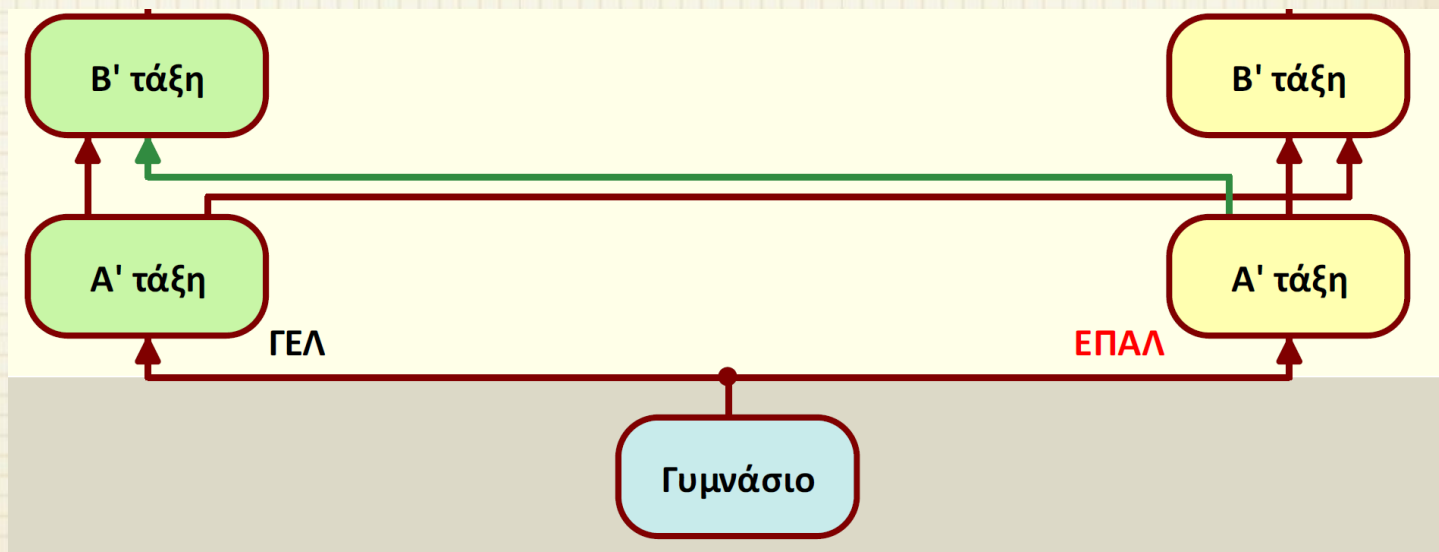 Β' τάξη
Β' τάξη
Α' τάξη
Α' τάξη
ΓΕΛ
ΕΠΑΛ
Γυμνάσιο